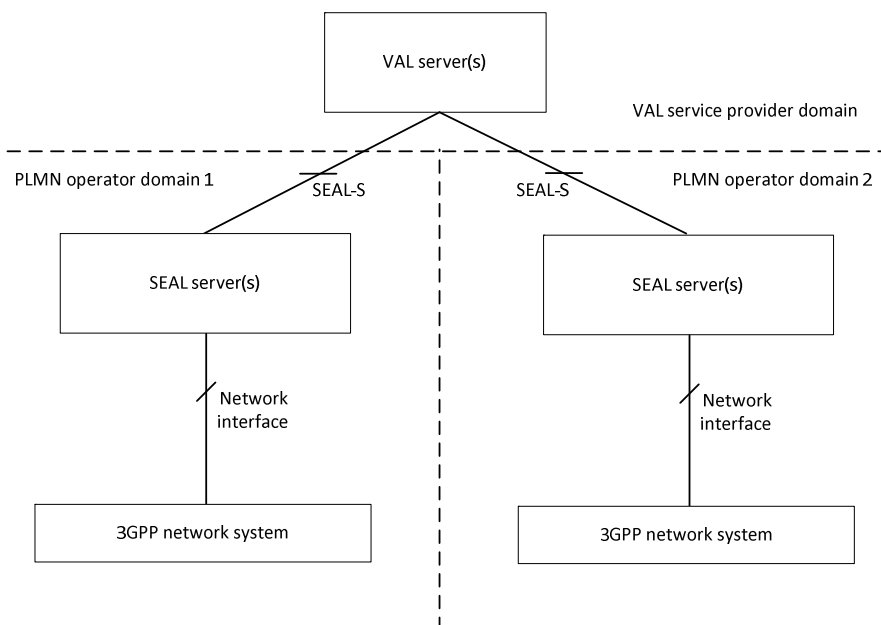 VAL server(s)
VAL service provider domain
PLMN operator domain 1
PLMN operator domain 2
SEAL-S
SEAL-S
SEAL server(s)
SEAL server(s)
Network
interface
Network
interface
3GPP network system
3GPP network system